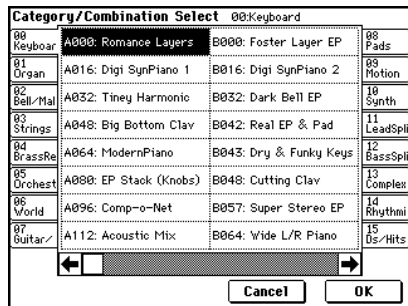 Category/Combination Select 00:Keyboard
00
Keyboar
01
Organ
02
Bell/Mal
03
Strings
04
BrassRe
05
Orchest
06
World
07
Guitar/
A000: Romance Layers
B000: Foster Layer EP
A016: Digi SynPiano 1
B016: Digi SynPiano 2
A032: Tiney Harmonic
B032: Dark Bell EP
A048: Big Bottom Clav
B042: Real EP & Pad
A064: ModernPiano
B043: Dry & Funky Keys
A080: EP Stack (Knobs)
B048: Cutting Clav
A096: Comp-o-Net
B057: Super Stereo EP
A112: Acoustic Mix
B064: Wide L/R Piano
08
Pads
09
Motion
10
Synth
11
LeadSpli
12
BassSpli
13
Complex
14
Rhythmi
15
Ds/Hits
Cancel
OK